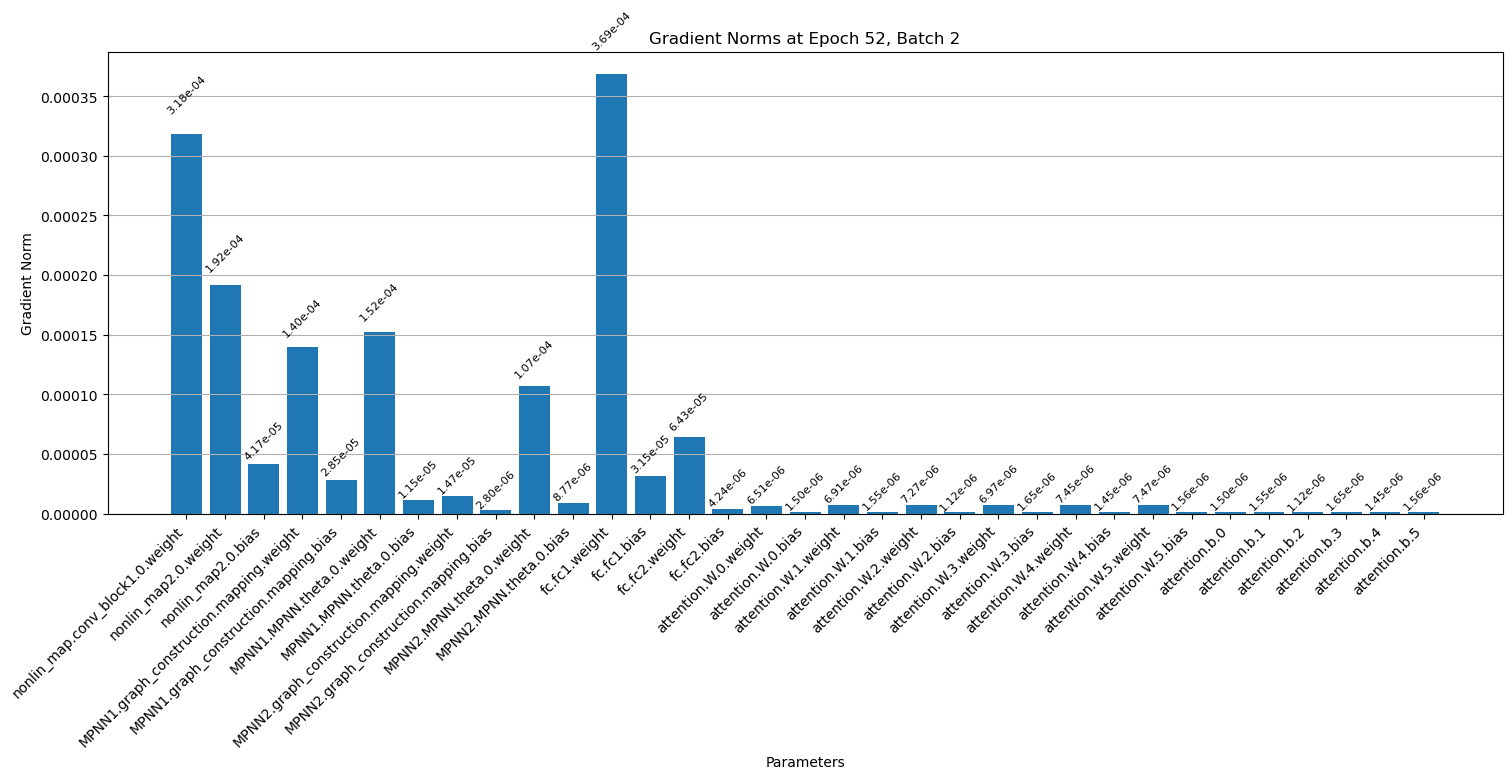 Gradient Norms at Epoch 52, Batch 2
Gradient Norm
0.00035
0.00030
0.00025
0.00020
0.00015
0.00010
0.00005
0.00000
3.18e-04
1.92e-04
4.17e-05
1.40e-04
2.85e-05
1.52e-04
1.15e-05
1.47e-05
2.80e-06
1.07e-04
8.77e-06
3.69e-04
3.15e-05
6.43e-05
4.24e-06
6.51e-06
1.50e-06
6.91e-06
1.55e-06
7.27e-06
1.12e-06
6.97e-06
1.65e-06
7.45e-06
1.45e-06
7.47e-06
1.56e-06
1.50e-06
1.55e-06
1.12e-06
1.65e-06
1.45e-06
1.56e-06
nonlin_map.conv_block1.0.weight
nonlin_map2.0.weight
nonlin_map2.0.bias
MPNN1.graph_construction.mapping.weight
MPNN1.graph_construction.mapping.bias
MPNN1.MPNN.theta.0.weight
MPNN1.MPNN.theta.0.bias
MPNN2.graph_construction.mapping.weight
MPNN2.graph_construction.mapping.bias
MPNN2.MPNN.theta.0.weight
MPNN2.MPNN.theta.0.bias
fc.fc1.weight
fc.fc1.bias
fc.fc2.weight
fc.fc2.bias
attention.W.0.weight
attention.W.0.bias
attention.W.1.weight
attention.W.1.bias
attention.W.2.weight
attention.W.2.bias
attention.W.3.weight
attention.W.3.bias
attention.W.4.weight
attention.W.4.bias
attention.W.5.weight
attention.W.5.bias
attention.b.0
attention.b.1
attention.b.2
attention.b.3
attention.b.4
attention.b.5
Parameters